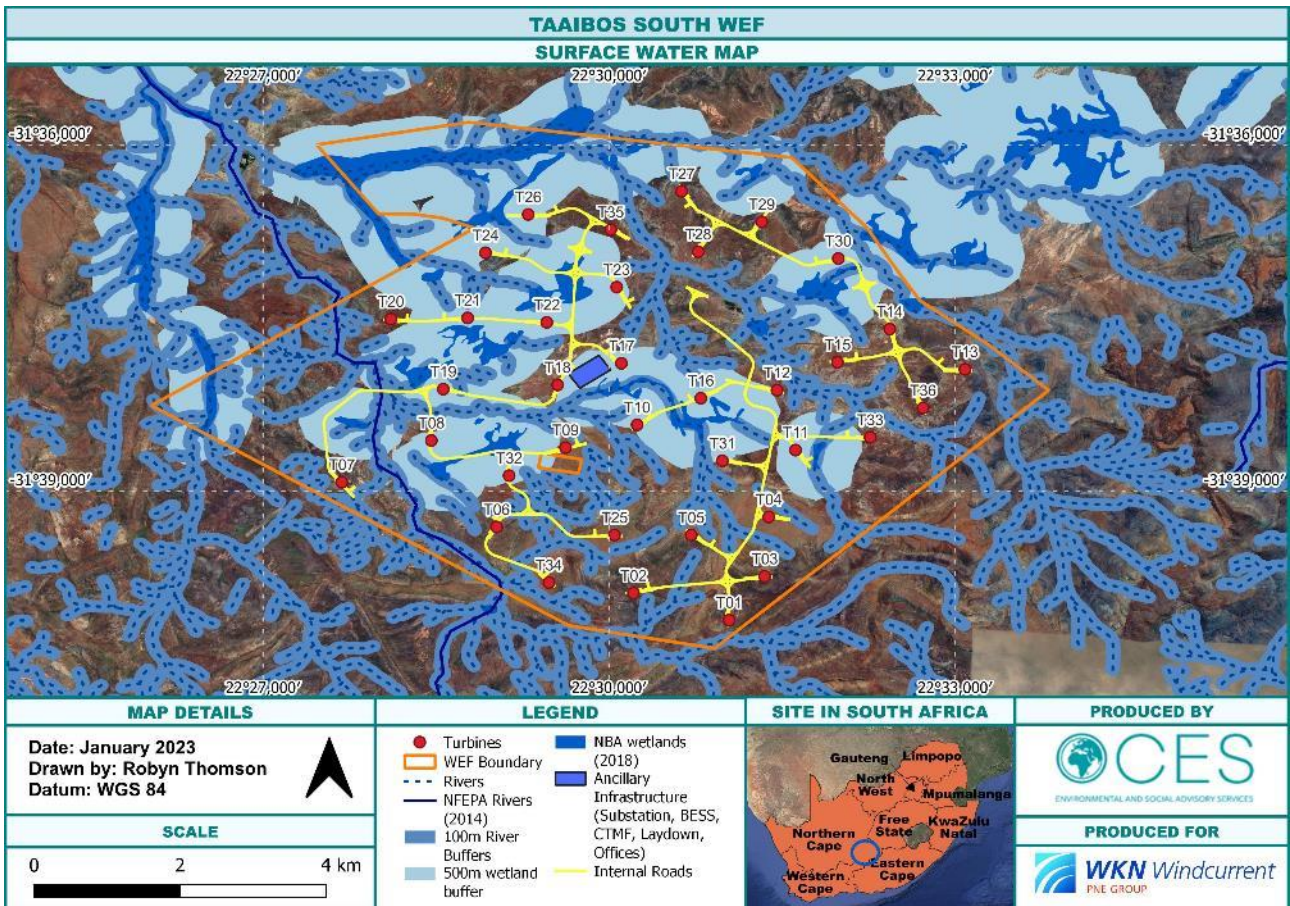 TAAIBOS SOUTH WEF
SURFACE WATER MAP
22°27,000'
22°30,000'
22°33,000'
-31°36,000'
-31°36,000'
T27
T26
T35
T29
T24
T28
T30
T23
T20
T21
T22
T14
T17
T15
T13
T18
T19
T16
T12
T36
T10
T08
T09
T11
T33
T32
T31
T07
-31°39,000'
-31°39,000'
T06
T04
T25
T05
T34
T02
T03
T01
22°27,000'
22°30,000'
22°33,000'
MAP DETAILS
Date: January 2023
Drawn by: Robyn Thomson
Datum: WGS 84
SCALE
0 2 4 km
LEGEND
Turbines
WEF Boundary
Rivers
NFEPA Rivers
(2014)
100m River
Buffers
500m wetland
buffer
NBA wetlands
(2018)
Ancillary
Infrastructure
(Substation, BESS,
CTMF, Laydown,
Offices)
Internal Roads
SITE IN SOUTH AFRICA
Limpopo
Gauteng
North
West
Mpumalanga
Free
State
KwaZulu
Natal
Northern
Cape
Eastern
Cape
Western
Cape
PRODUCED BY
CES
ENVIRONMENTAL AND SOCIAL ADVISORY SERVICES
PRODUCED FOR
WKN Windcurrent
PNE GROUP